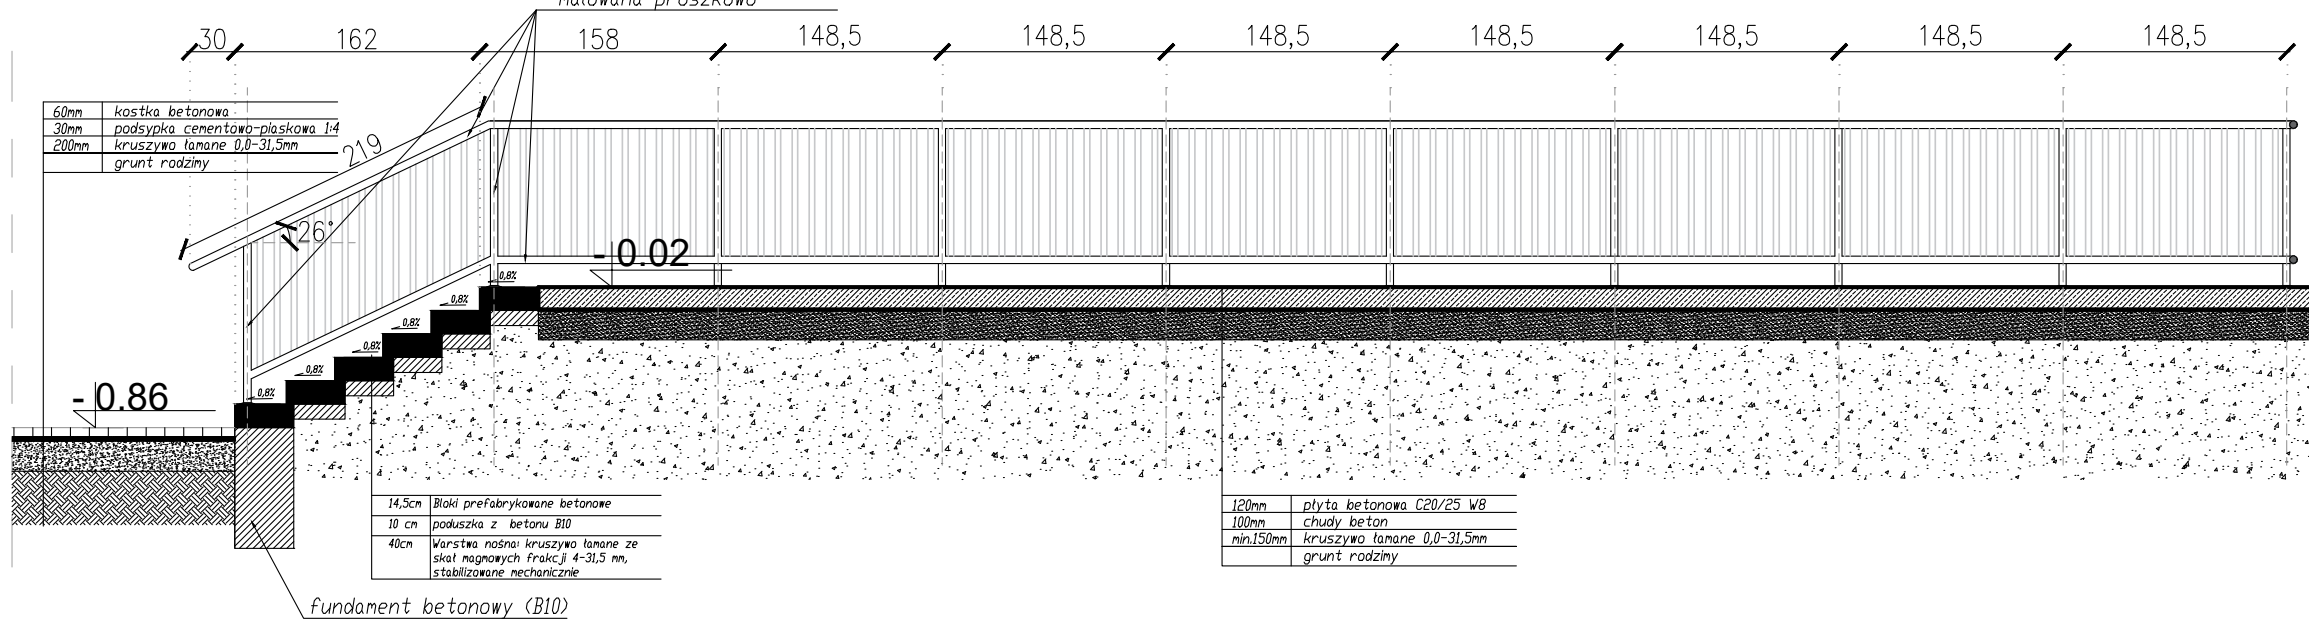 malowana proszkowo
30 162 158 148,5 148,5 148,5 148,5 148,5 148,5 148,5
60mm kostka betonowa
30mm podsypka cementowo-piaskowa 1:4
200mm kruszywo łamane 0,0-31,5mm
grunt rodzimy
219
26°
- 0.02
0,8%
0,8%
0,8%
0,8%
0,8%
0,8%
- 0.86
14,5cm Bloki prefabrykowane betonowe
10 cm poduszka z betonu B10
40cm Warstwa nośna: kruszywo łamane ze
skał magmowych frakcji 4-31,5 mm,
stabilizowane mechanicznie
120mm płyta betonowa C20/25 W8
100mm chudy beton
min.150mm kruszywo łamane 0,0-31,5mm
grunt rodzimy
fundament betonowy (B10)